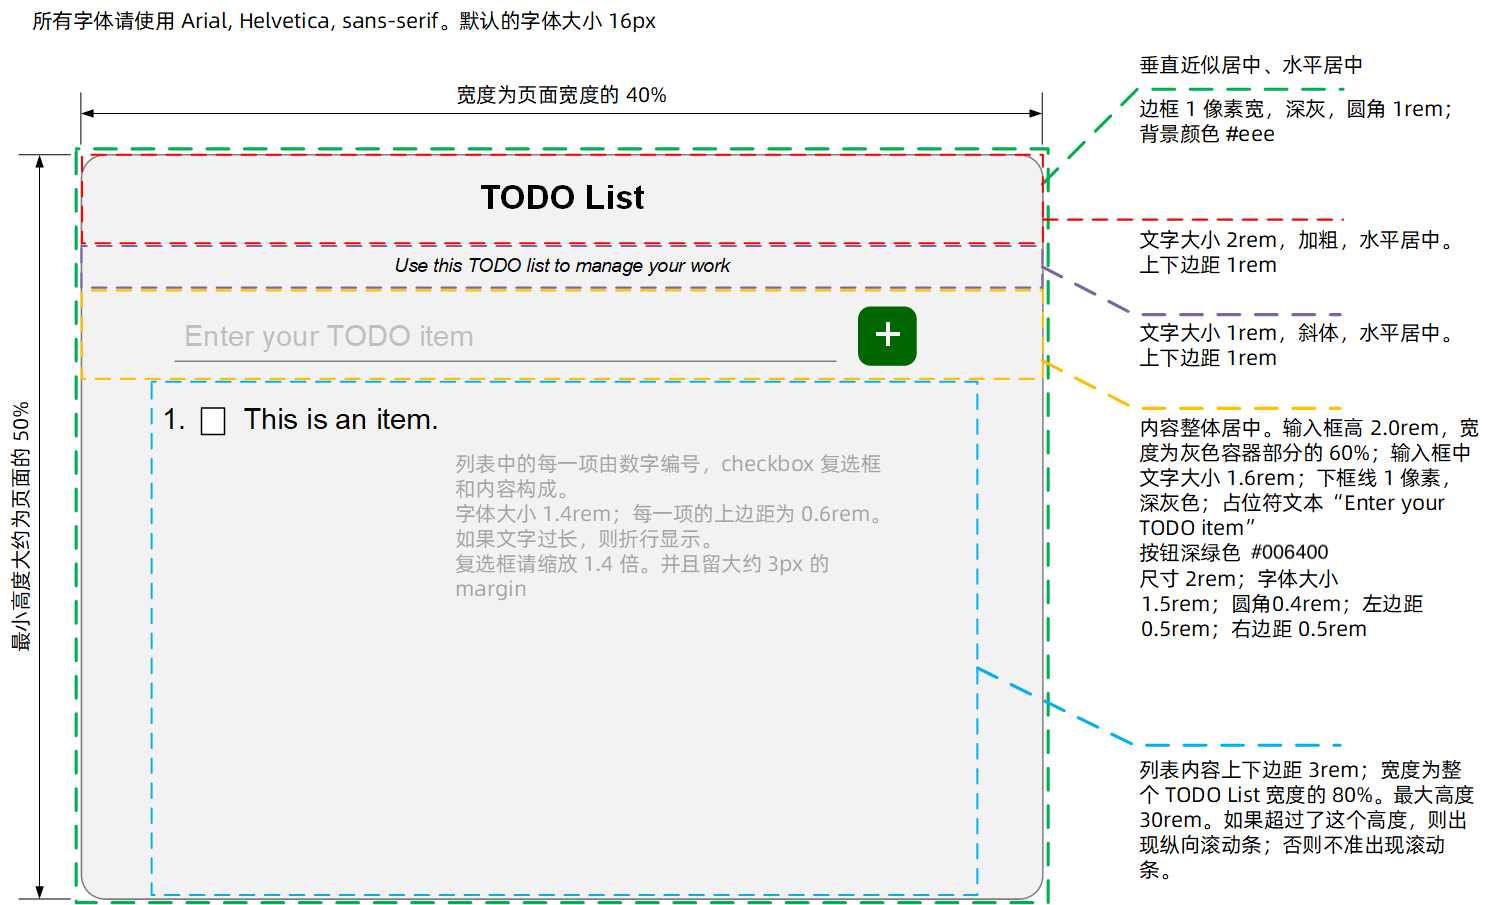 所有字体请使用 Arial, Helvetica, sans-serif。默认的字体大小 16px
垂直近似居中、水平居中
宽度为页面宽度的 40%
边框 1 像素宽，深灰，圆角 1rem；
背景颜色 #eee
TODO List
文字大小 2rem，加粗，水平居中。
上下边距 1rem
Use this TODO list to manage your work
文字大小 1rem，斜体，水平居中。
上下边距 1rem
Enter your TODO item
+
内容整体居中。输入框高 2.0rem，宽
度为灰色容器部分的 60%；输入框中
文字大小 1.6rem；下框线 1 像素，
深灰色；占位符文本“Enter your
TODO item”
按钮深绿色 #006400
尺寸 2rem；字体大小
1.5rem；圆角0.4rem；左边距
0.5rem；右边距 0.5rem
最小高度大约为页面的 50%
1. This is an item.
列表中的每一项由数字编号，checkbox 复选框
和内容构成。
字体大小 1.4rem；每一项的上边距为 0.6rem。
如果文字过长，则折行显示。
复选框请缩放 1.4 倍。并且留大约 3px 的
margin
列表内容上下边距 3rem；宽度为整
个 TODO List 宽度的 80%。最大高度
30rem。如果超过了这个高度，则出
现纵向滚动条；否则不准出现滚动
条。